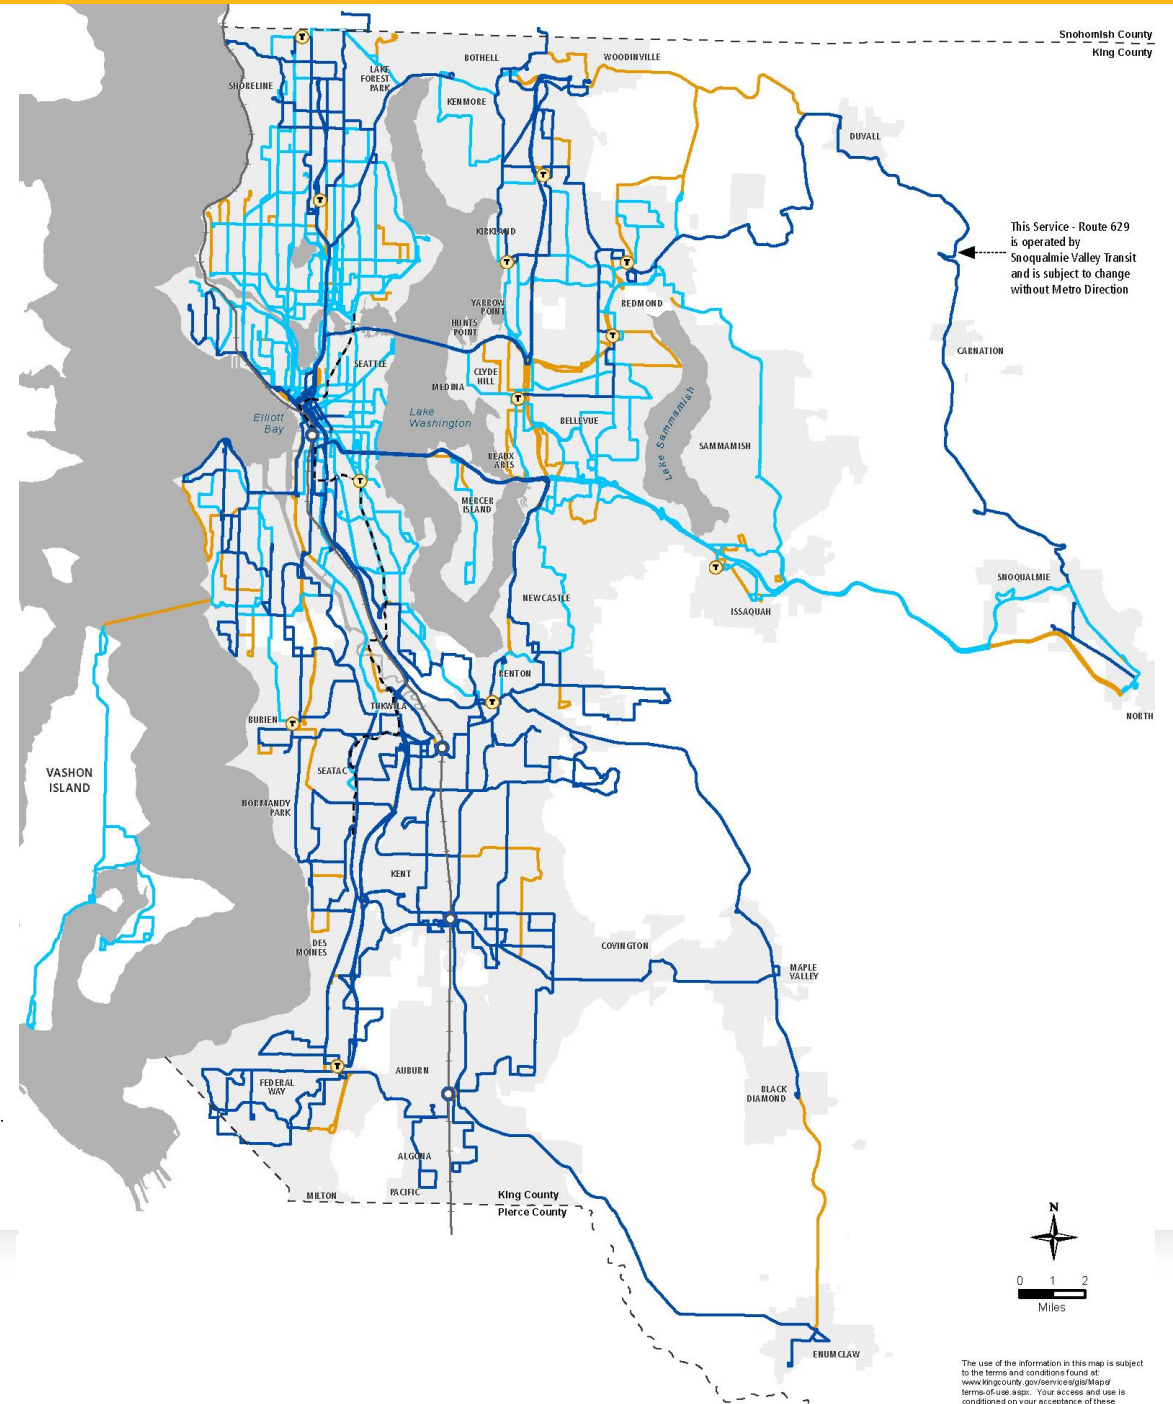 Snohomish County
King County
BOTHELL
WOODINVILLE
LAKE
FOREST
PARK
SHORELINE
KENMORE
DUVALL
This Service - Route 629
is operated by
Snoqualmie Valley Transit
and is subject to change
without Metro Direction
KIRKLAND
YARROW
POINT
HUNTS
POINT
REDMOND
CARNATION
SEATTLE
CLYDE
HILL
MEDINA
Elliott
Bay
Lake
Washington
BELLEVUE
Lake Sammamish
SAMMAMISH
BEAUX
ARTS
MERCER
ISLAND
NEWCASTLE
ISSAQUAH
SNOQUALMIE
RENTON
NORTH
TUKWILA
BURIEN
VASHON
ISLAND
SEATAC
NORMANDY
PARK
KENT
DES
MOINES
COVINGTON
MAPLE
VALLEY
AUBURN
FEDERAL
WAY
BLACK
DIAMOND
ALGONA
PACIFIC
MILTON
King County
Pierce County
N
0 1 2
Miles
ENUMCLAW
The use of the information in this map is subject
to the terms and conditions found at:
www.kingcounty.gov/services/gis/Maps/
terms-of-use.aspx. Your access and use is
conditioned on your acceptance of these
T
T
T
T
T
T
T
T
T
T
T
T